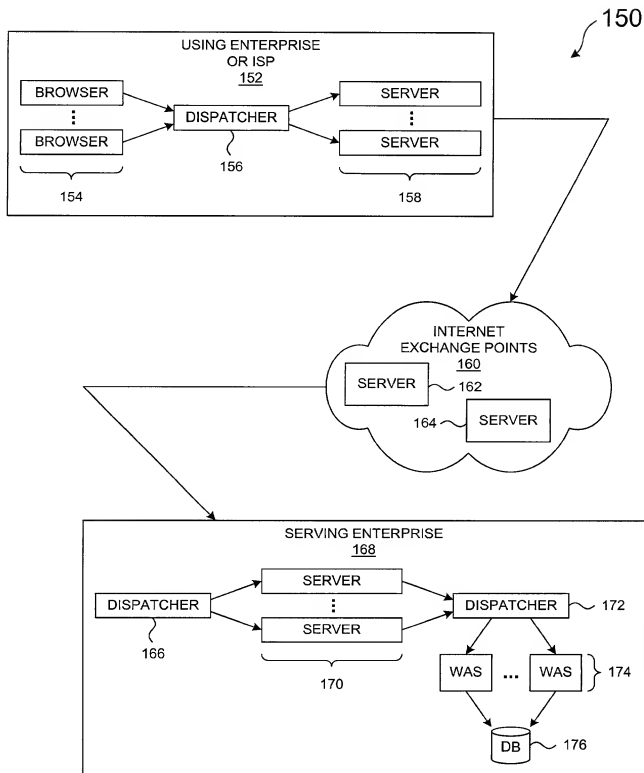 150
USING ENTERPRISE
OR ISP
152
BROWSER
BROWSER
154
DISPATCHER
156
SERVER
SERVER
158
INTERNET
EXCHANGE POINTS
160
SERVER
162
164
SERVER
SERVING ENTERPRISE
168
DISPATCHER
166
SERVER
SERVER
170
DISPATCHER
172
WAS ... WAS
174
DB
176